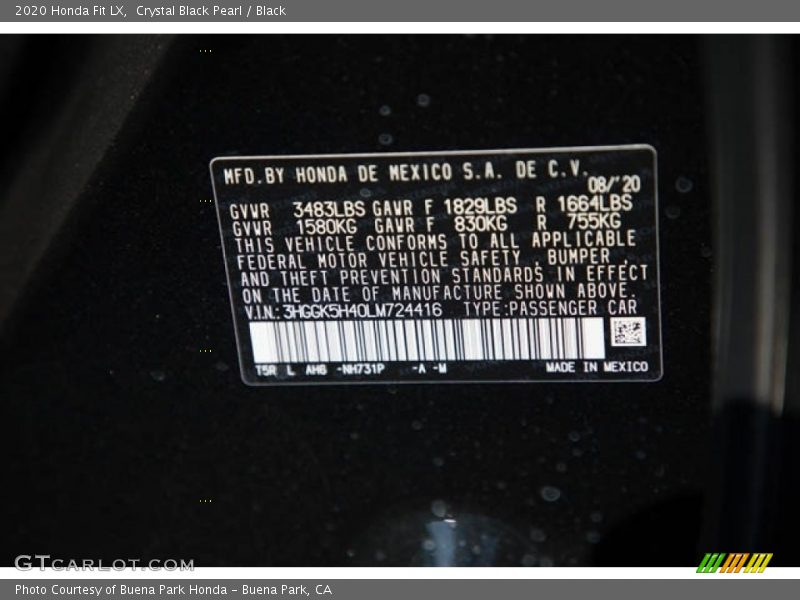 2020 Honda Fit LX, Crystal Black Pearl / Black
MFD.BY HONDA DE MEXICO S.A. DE C.V.
08/'20
GVWR 3483LBS GAWR F 1829LBS R 1664LBS
GVWR 1580KG GAWR F 830KG R 755KG
THIS VEHICLE CONFORMS TO ALL APPLICABLE
FEDERAL MOTOR VEHICLE SAFETY, BUMPER,
AND THEFT PREVENTION STANDARDS IN EFFECT
ON THE DATE OF MANUFACTURE SHOWN ABOVE.
V.I.N: 3HGGK5H40LM724416 TYPE:PASSENGER CAR
T5R L AH6 -NH731P -A -M MADE IN MEXICO
GTCARLOT.COM
Photo Courtesy of Buena Park Honda - Buena Park, CA